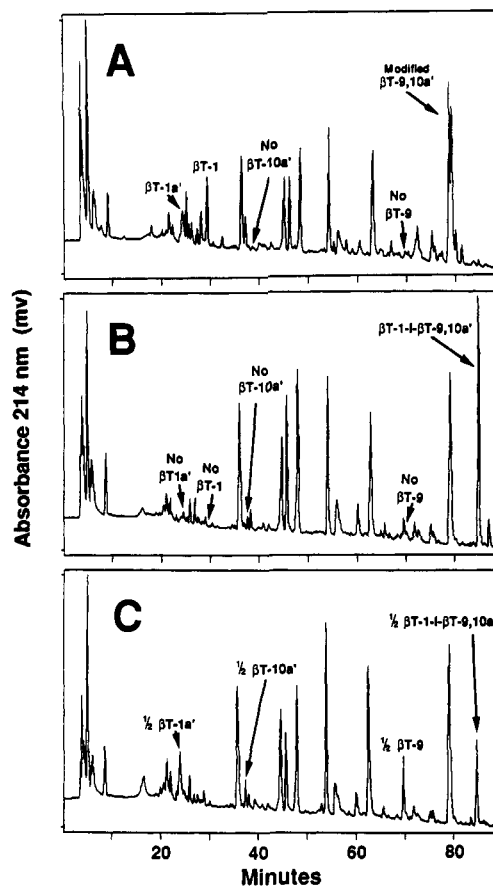 A
βT-1a'
βT-1
No
βT-10a'
Modified
βT-9,10a'
No
βT-9
B
No
βT1a'
No
βT-1
No
βT-10a'
βT-1-I-βT-9,10a'
No
βT-9
C
½ βT-1a'
½ βT-10a'
½ βT-1-I-βT-9,10a
½ βT-9
Absorbance 214 nm (mv)
20 40 60 80
Minutes